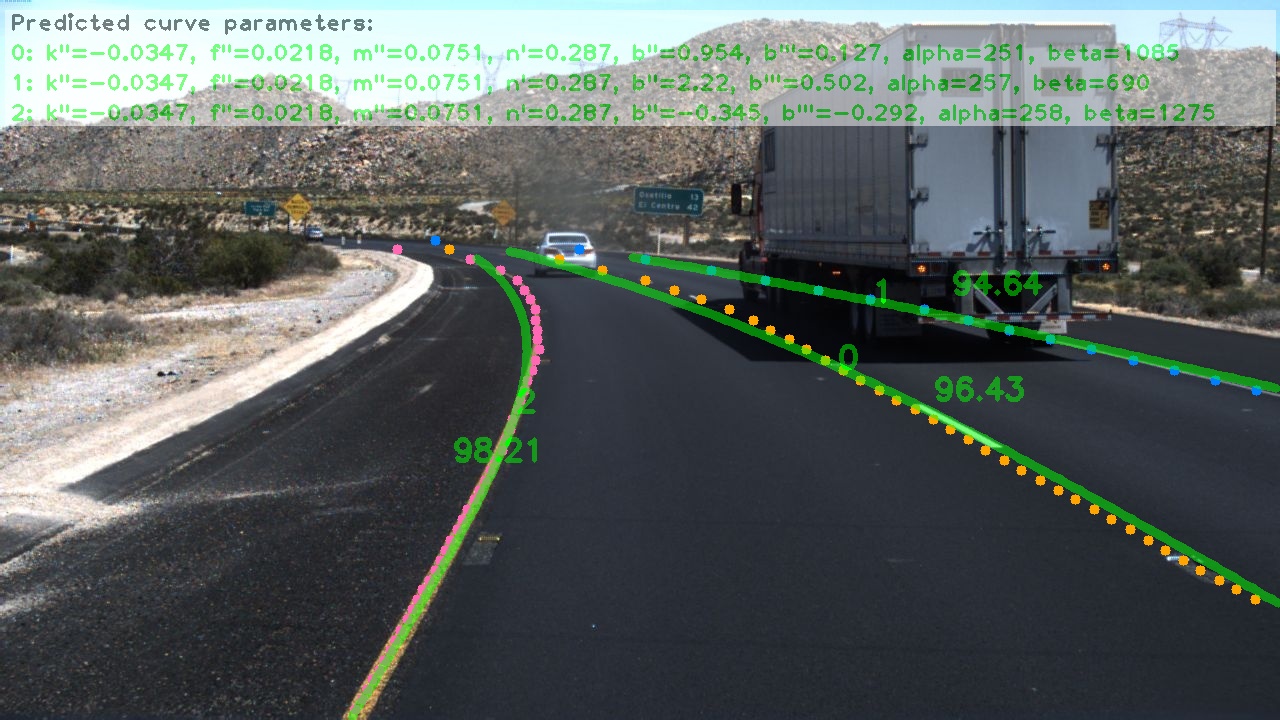 Predicted curve parameters:
0: k''=-0.0347, f''=0.0218, m''=0.0751, n'=0.287, b''=0.954, b'''=0.127, alpha=251, beta=1085
1: k''=-0.0347, f''=0.0218, m''=0.0751, n'=0.287, b''=2.22, b'''=0.502, alpha=257, beta=690
2: k''=-0.0347, f''=0.0218, m''=0.0751, n'=0.287, b''=-0.345, b'''=-0.292, alpha=258, beta=1275
Ocotillo 13
El Centro 42
1 94.64
0
96.43
2
98.21